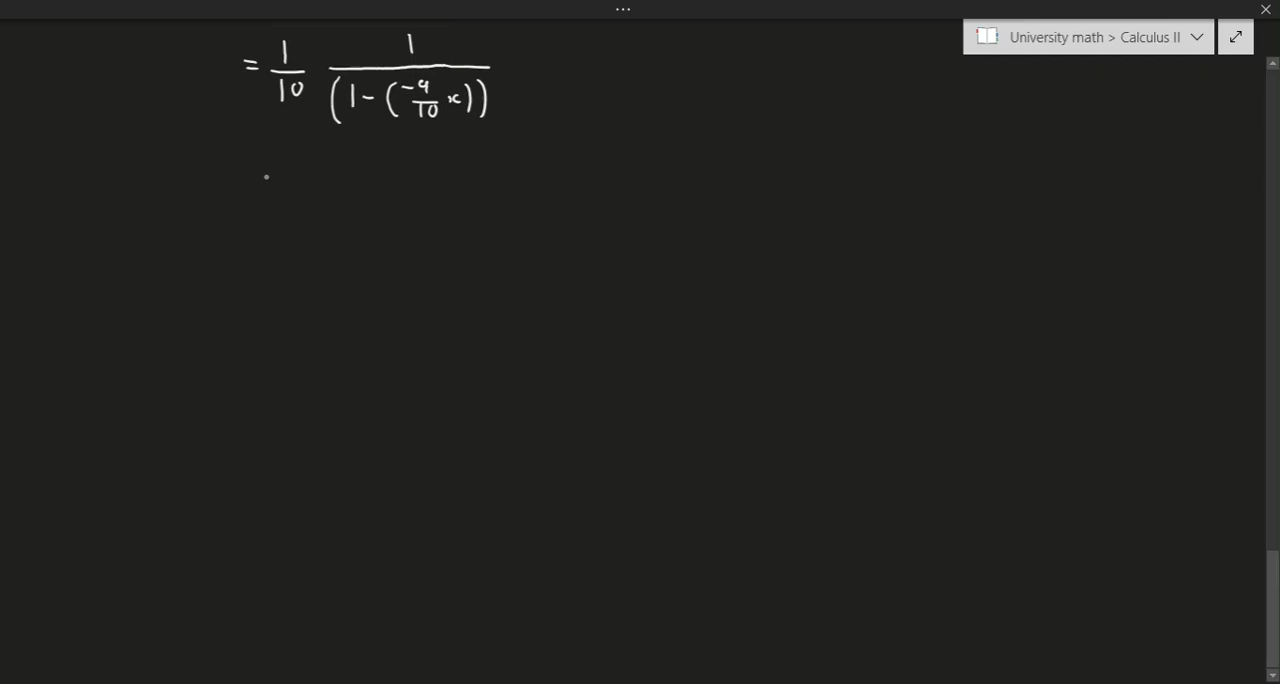 ...
University math > Calculus II
= 1/10 1/(1-(-9/10 x))